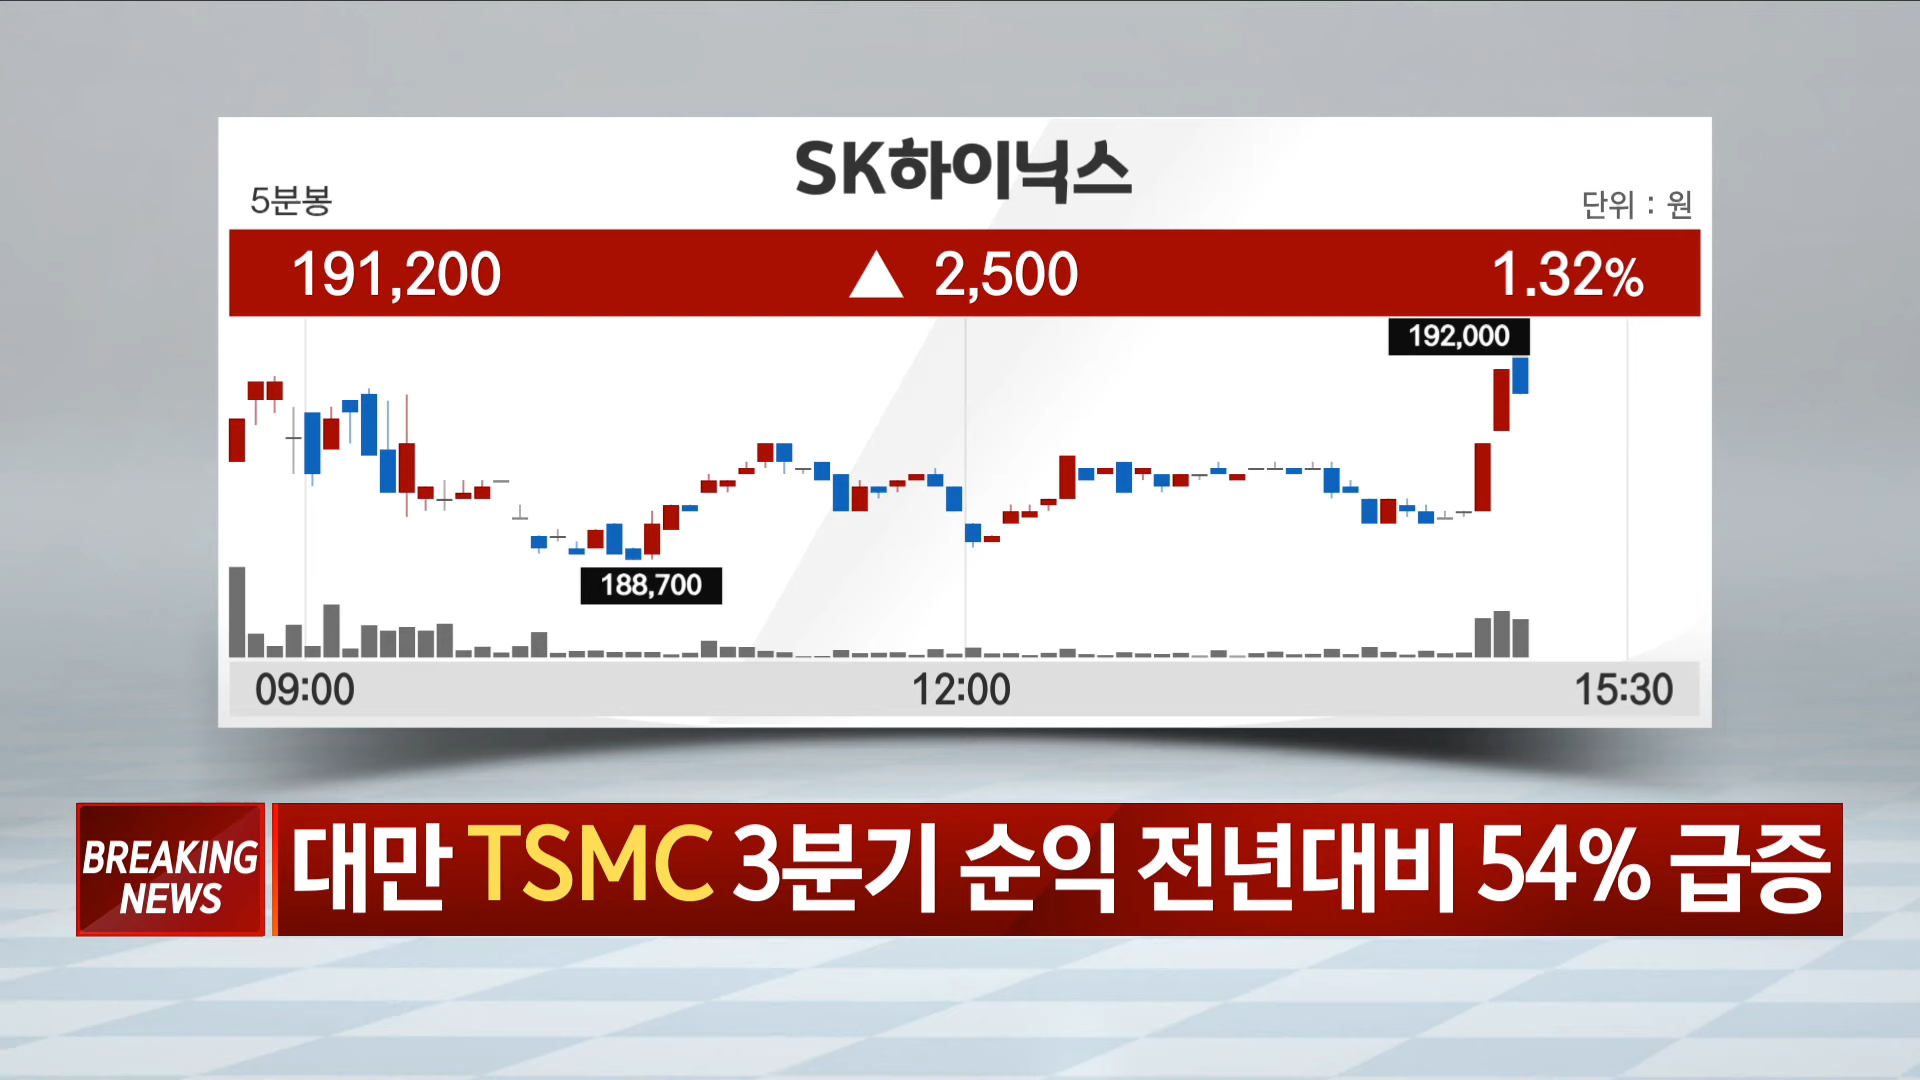 SK하이닉스
5분봉
단위 : 원
191,200 ▲ 2,500 1.32%
192,000
188,700
09:00 12:00 15:30
BREAKING
NEWS
대만 TSMC 3분기 순익 전년대비 54% 급증